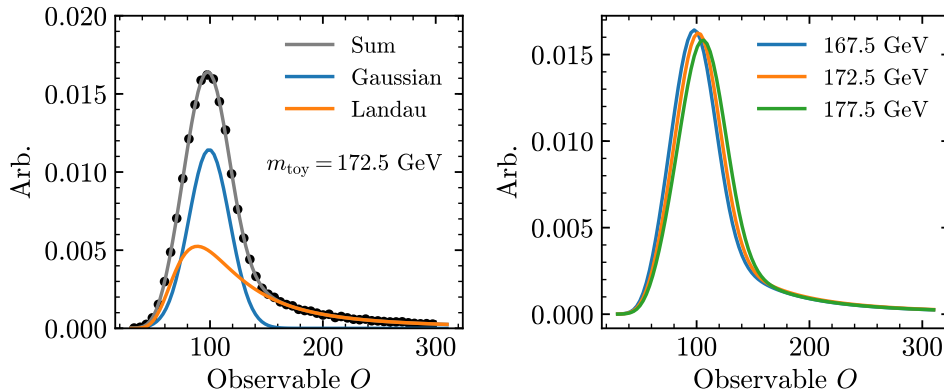 0.020
0.015
0.010
0.005
0.000
Arb.
Sum
Gaussian
Landau
m_toy = 172.5 GeV
100
200
300
Observable O
0.015
0.010
0.005
0.000
Arb.
167.5 GeV
172.5 GeV
177.5 GeV
100
200
300
Observable O